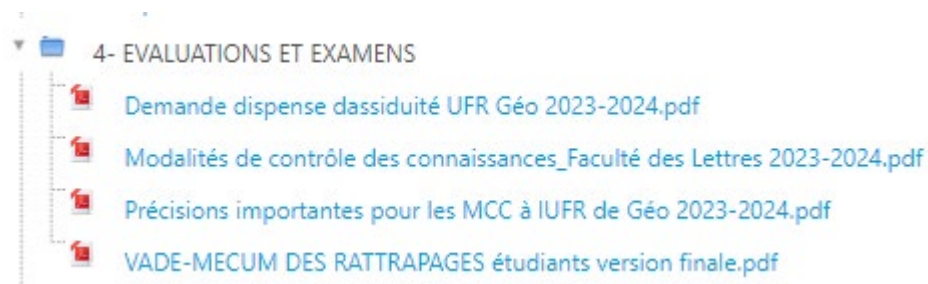 4- EVALUATIONS ET EXAMENS
Demande dispense dassiduité UFR Géo 2023-2024.pdf
Modalités de contrôle des connaissances_Faculté des Lettres 2023-2024.pdf
Précisions importantes pour les MCC à IUFR de Géo 2023-2024.pdf
VADE-MECUM DES RATTRAPAGES étudiants version finale.pdf